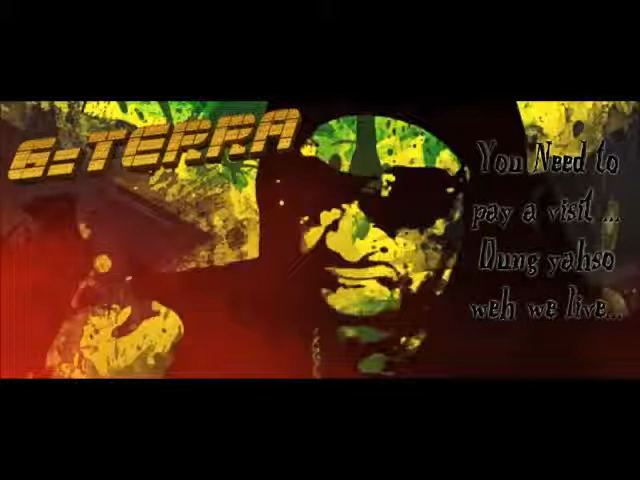 G-TERRA
You Need to
pay a visit ...
Dung yahso
weh we live...